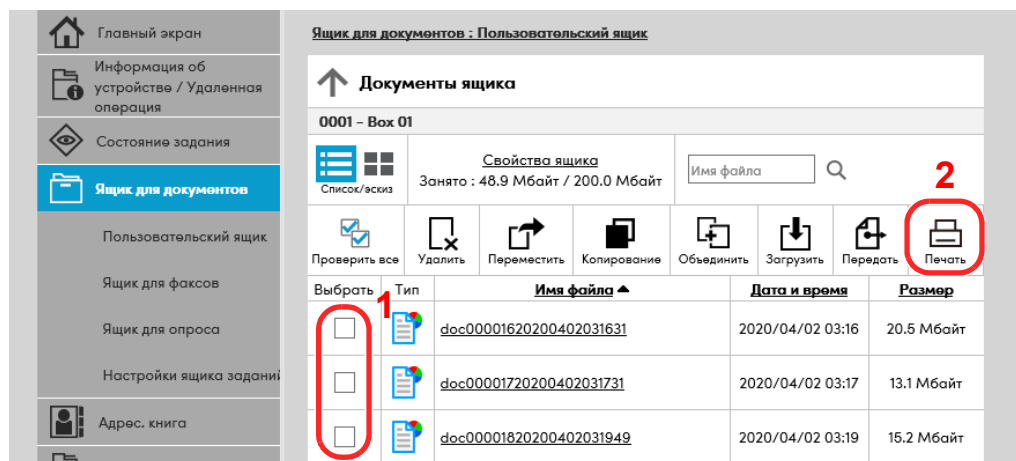 Главный экран
Информация об
устройстве / Удаленная
операция
Состояние задания
Ящик для документов
Пользовательский ящик
Ящик для факсов
Ящик для опроса
Настройки ящика заданий
Адрес. книга
Ящик для документов : Пользовательский ящик
Документы ящика
0001 - Box 01
Список/эскиз
Свойства ящика
Занято : 48.9 Мбайт / 200.0 Мбайт
Имя файла
2
Проверить все Удалить Переместить Копирование Объединить Загрузить Передать Печать
Выбрать 1 Тип Имя файла Дата и время Размер
doc00001620200402031631 2020/04/02 03:16 20.5 Мбайт
doc00001720200402031731 2020/04/02 03:17 13.1 Мбайт
doc00001820200402031949 2020/04/02 03:19 15.2 Мбайт